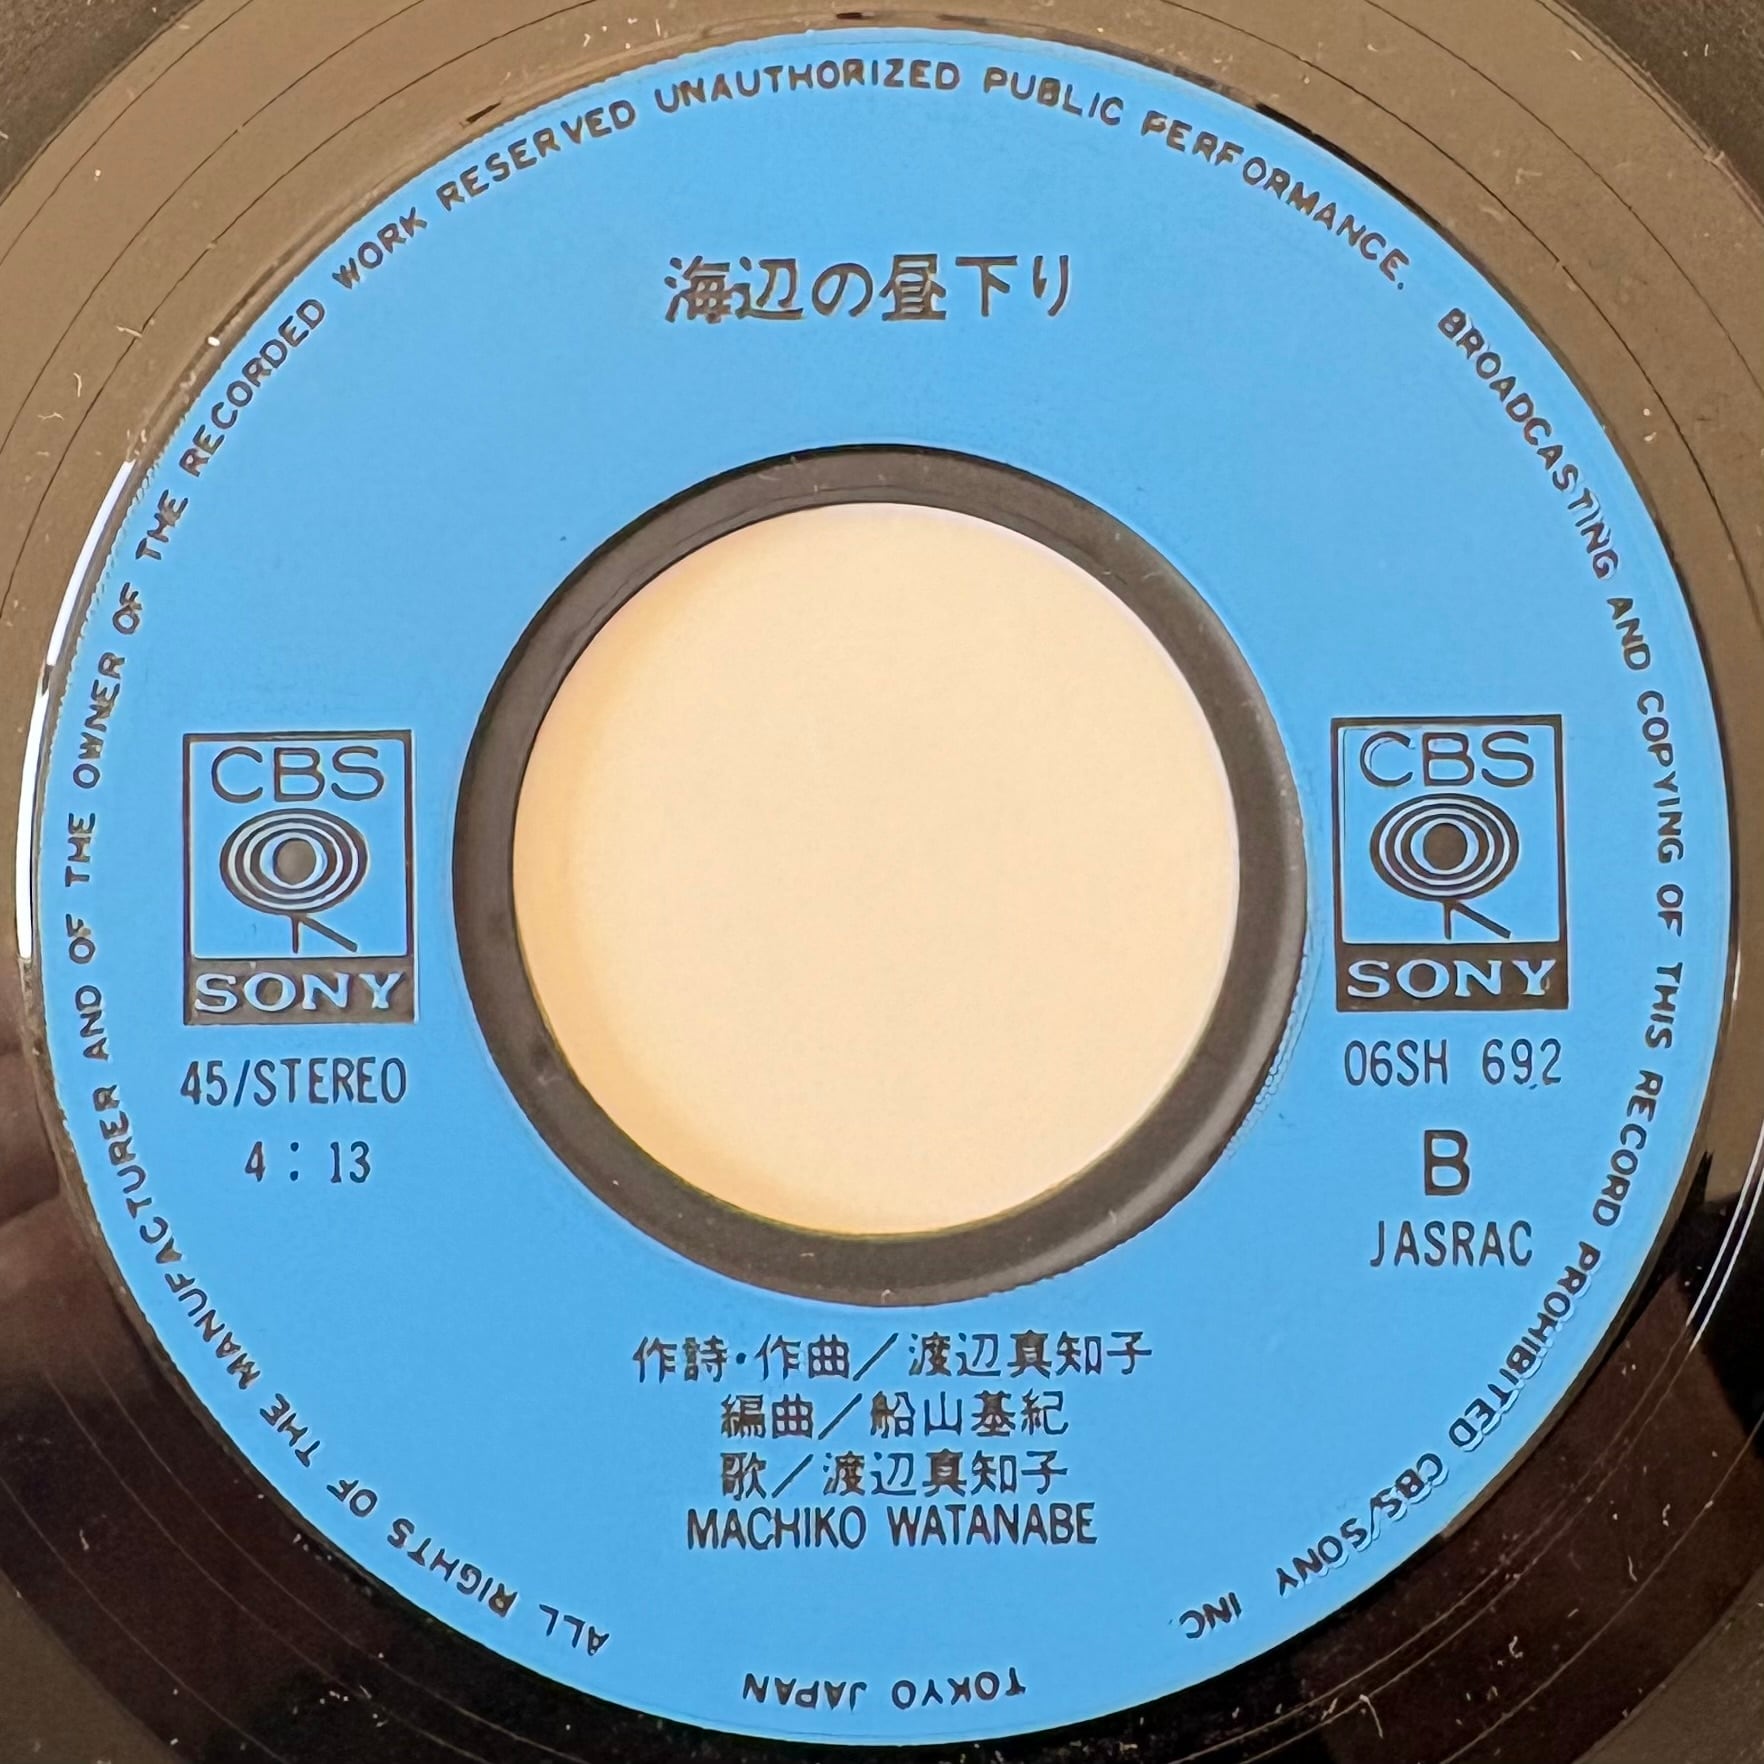 ALL RIGHTS OF THE MANUFACTURER AND OF THE OWNER OF THE RECORDED WORK RESERVED UNAUTHORIZED PUBLIC PERFORMANCE. BROADCASTING AND COPYING OF THIS RECORD PROHIBITED CBS/SONY INC
TOKYO JAPAN
海辺の昼下り
CBS
SONY
45/STEREO
4：13
CBS
SONY
06SH 692
B
JASRAC
作詩・作曲／渡辺真知子
編曲／船山基紀
歌／渡辺真知子
MACHIKO WATANABE